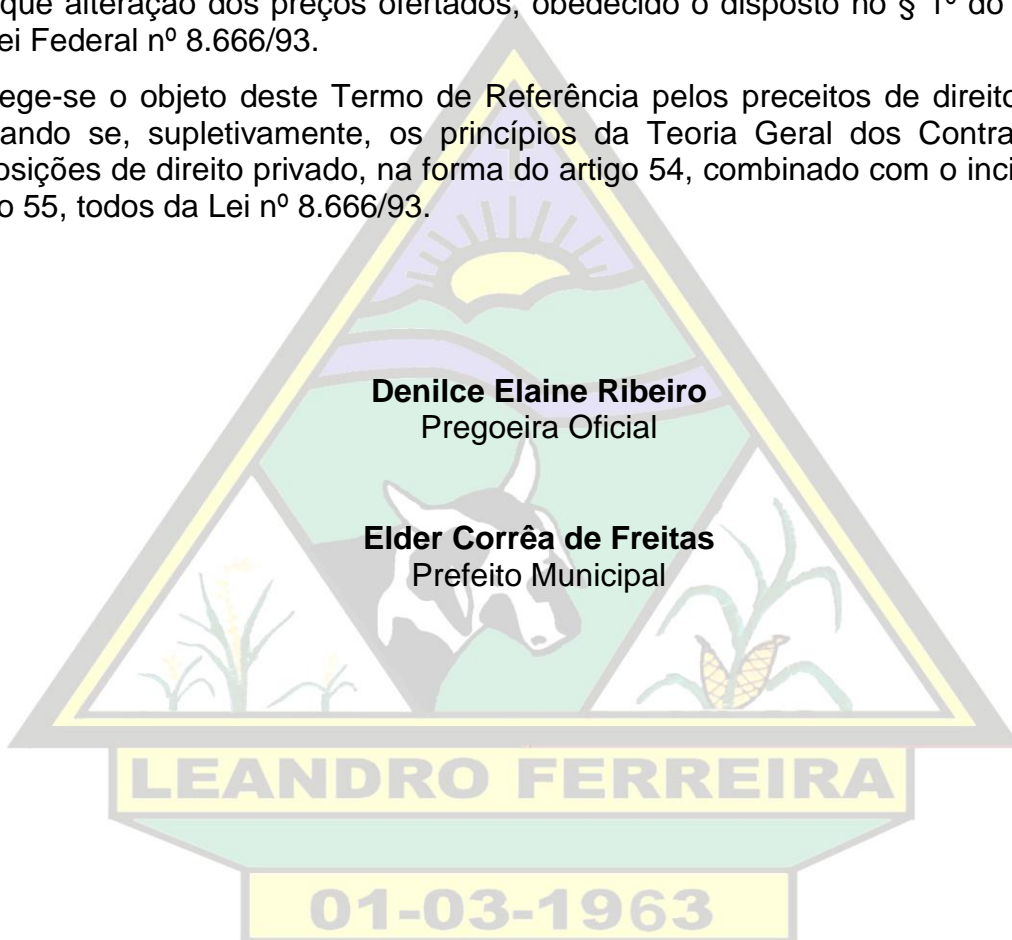 que alteração dos preços ofertados, obedecido o disposto no § 1º do
ei Federal nº 8.666/93.
ege-se o objeto deste Termo de Referência pelos preceitos de direito
ando se, supletivamente, os princípios da Teoria Geral dos Contra
osições de direito privado, na forma do artigo 54, combinado com o inci
o 55, todos da Lei nº 8.666/93.
Denilce Elaine Ribeiro
Pregoeira Oficial
Elder Corrêa de Freitas
Prefeito Municipal
LEANDRO FERREIRA
01-03-1963